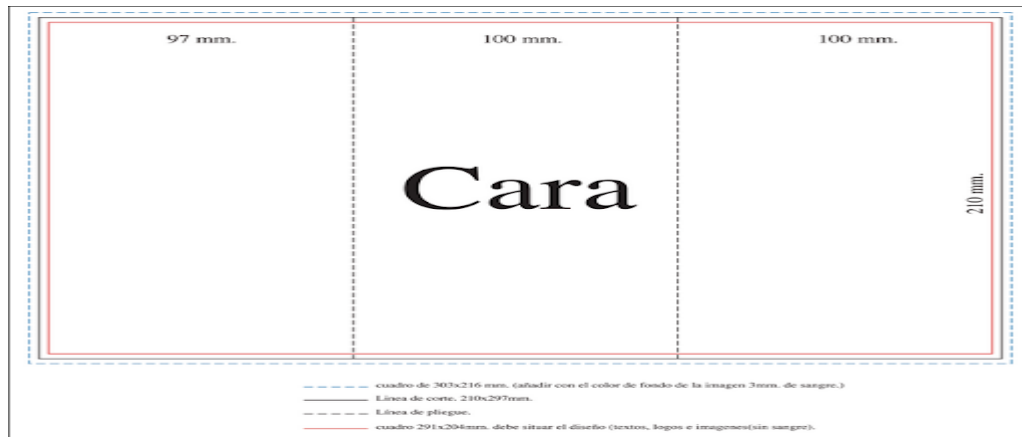 97 mm.
100 mm.
100 mm.
Cara
210 mm.
cuadro de 303x216 mm. (añadir con el color de fondo de la imagen 3mm. de sangre.)
Línea de corte. 210x297mm.
Línea de pliegue.
cuadro 291x204mm. debe situar el diseño (textos, logos e imagenes(sin sangre).